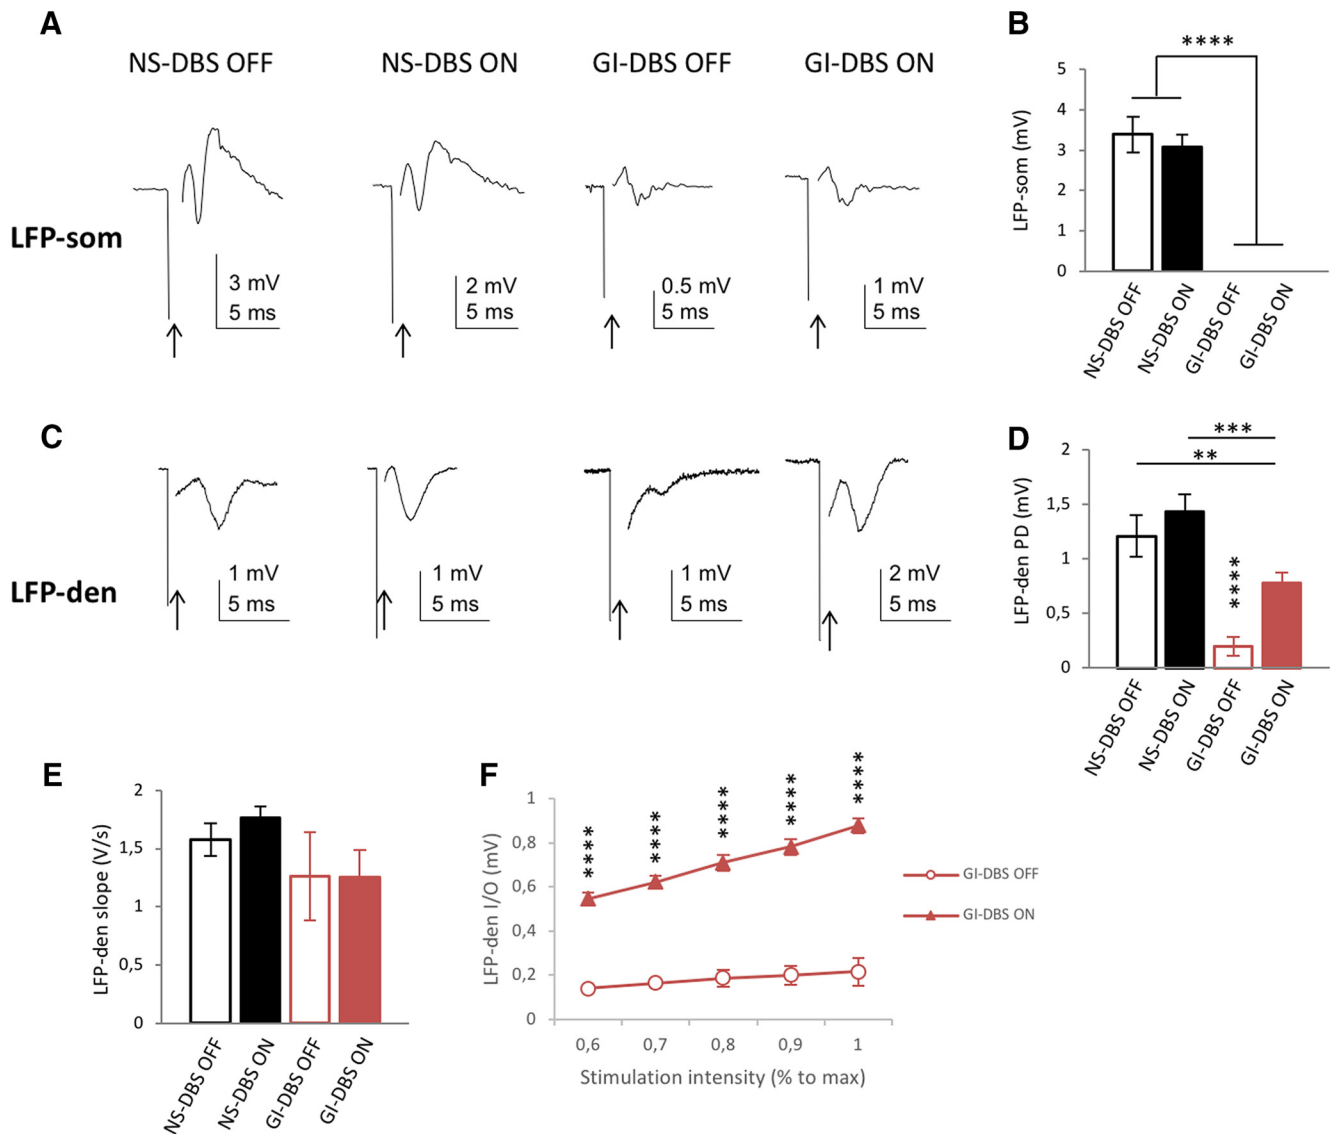 A
NS-DBS OFF
NS-DBS ON
GI-DBS OFF
GI-DBS ON
LFP-som
3 mV
5 ms
2 mV
5 ms
0.5 mV
5 ms
1 mV
5 ms
B
****
LFP-som (mV)
5
4
3
2
1
0
NS-DBS OFF
NS-DBS ON
GI-DBS OFF
GI-DBS ON
C
LFP-den
1 mV
5 ms
1 mV
5 ms
1 mV
5 ms
2 mV
5 ms
D
***
**
****
LFP-den PD (mV)
2
1,5
1
0,5
0
NS-DBS OFF
NS-DBS ON
GI-DBS OFF
GI-DBS ON
E
LFP-den slope (V/s)
2
1,5
1
0,5
0
NS-DBS OFF
NS-DBS ON
GI-DBS OFF
GI-DBS ON
F
LFP-den I/O (mV)
1
0,8
0,6
0,4
0,2
0
****
****
****
****
****
0,6
0,7
0,8
0,9
1
Stimulation intensity (% to max)
GI-DBS OFF
GI-DBS ON